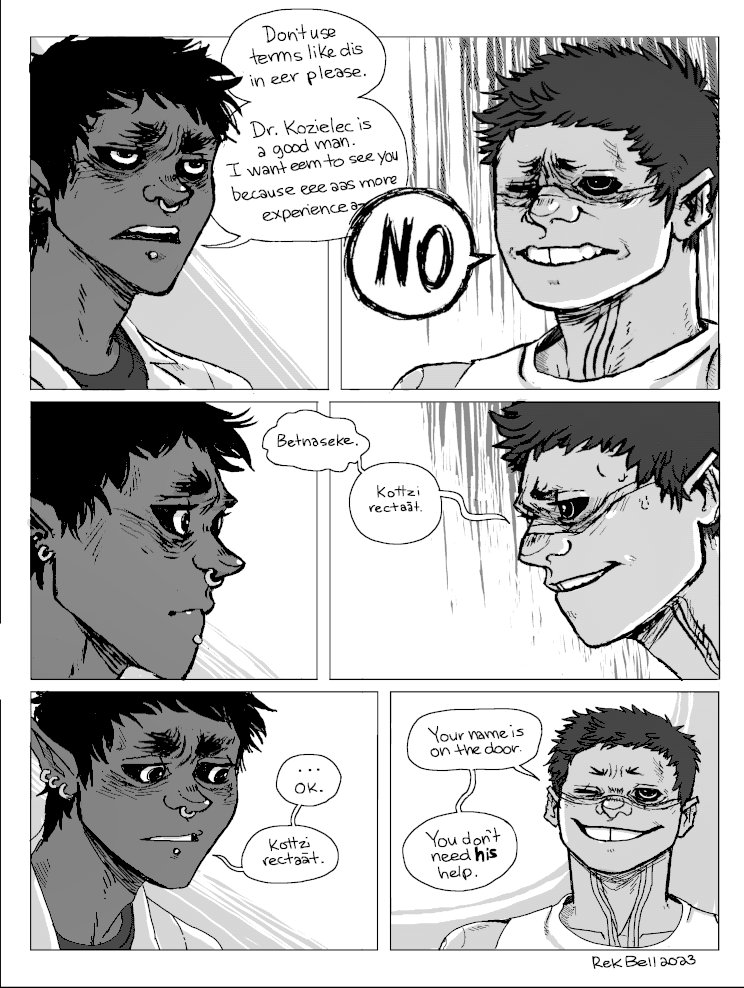 Don't use
terms like dis
in eer please.
Dr. Kozielec is
a good man.
I want eem to see you
because eee aas more
experience a-
NO
Betnaseke.
Kottzi
rectaāt.
...
OK.
Kottzi
rectaāt.
Your name is
on the door.
You don't
need his
help.
Rek Bell 2023